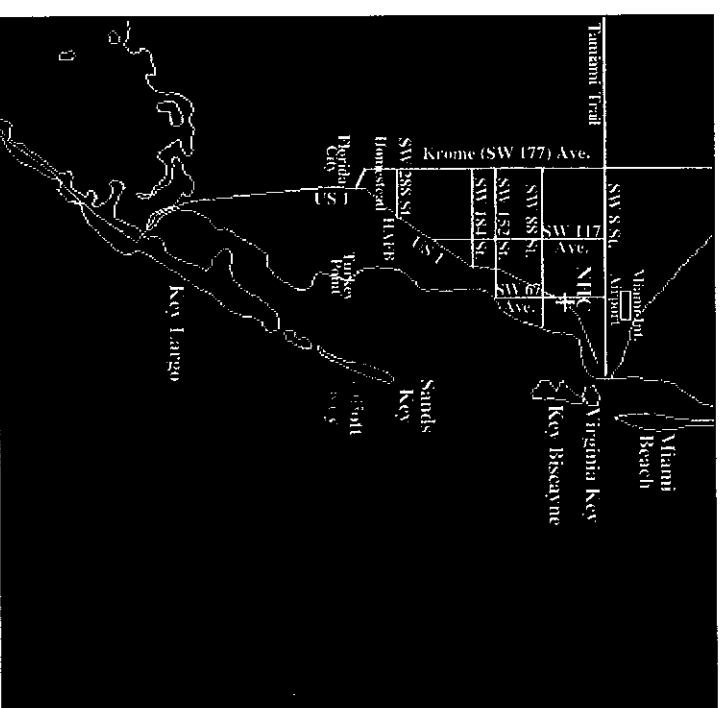 Tamiami Trail
SW 8 St.
Miami Int.
Airport
Miami
Beach
Virginia Key
Key Biscayne
NHC
SW 67
Ave.
SW 117
Ave.
SW 88 St.
SW 152 St.
SW 184 St.
Krome (SW 177) Ave.
US 1
SW 288 St.
HAFB
Homestead
Florida
City
US 1
Turkey
Point
Sands
Key
Key Largo